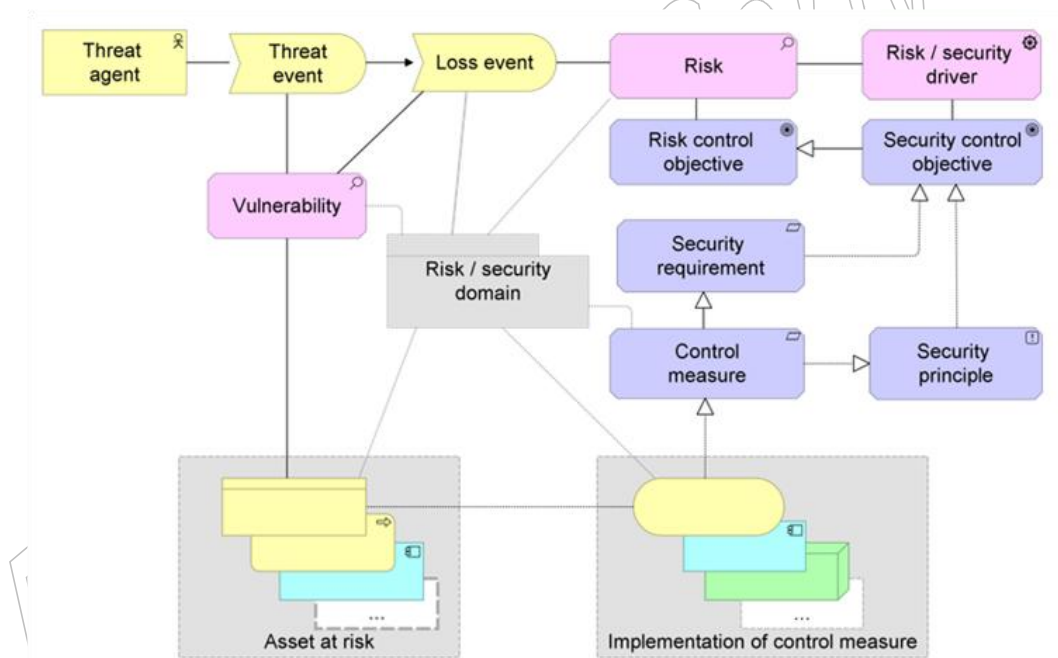 Threat
agent
Threat
event
Loss event
Risk
Risk / security
driver
Risk control
objective
Security control
objective
Vulnerability
Risk / security
domain
Security
requirement
Control
measure
Security
principle
...
Asset at risk
...
Implementation of control measure